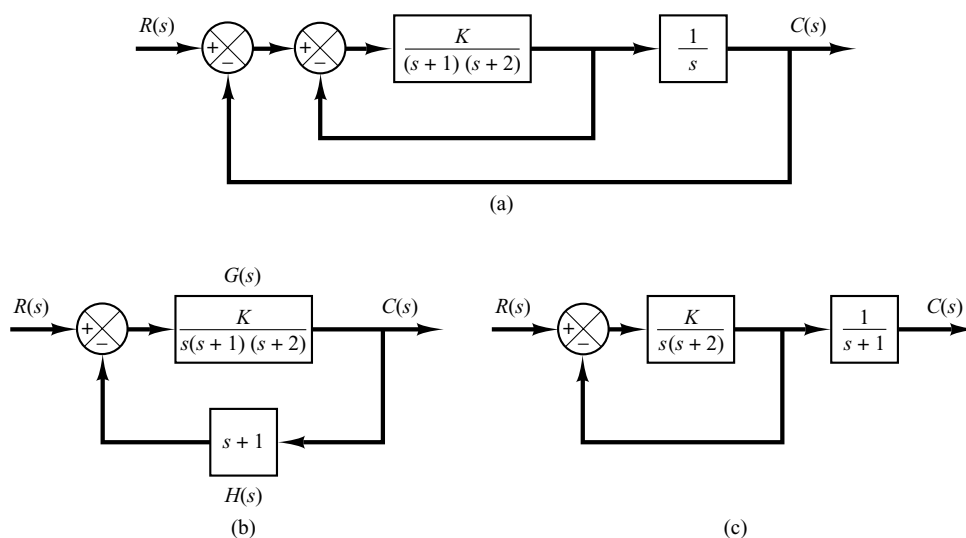 R(s)
C(s)
+
−
+
−
K
(s + 1) (s + 2)
1
s
(a)
G(s)
R(s)
C(s)
+
−
K
s(s + 1) (s + 2)
s + 1
H(s)
(b)
R(s)
C(s)
+
−
K
s(s + 2)
1
s + 1
(c)